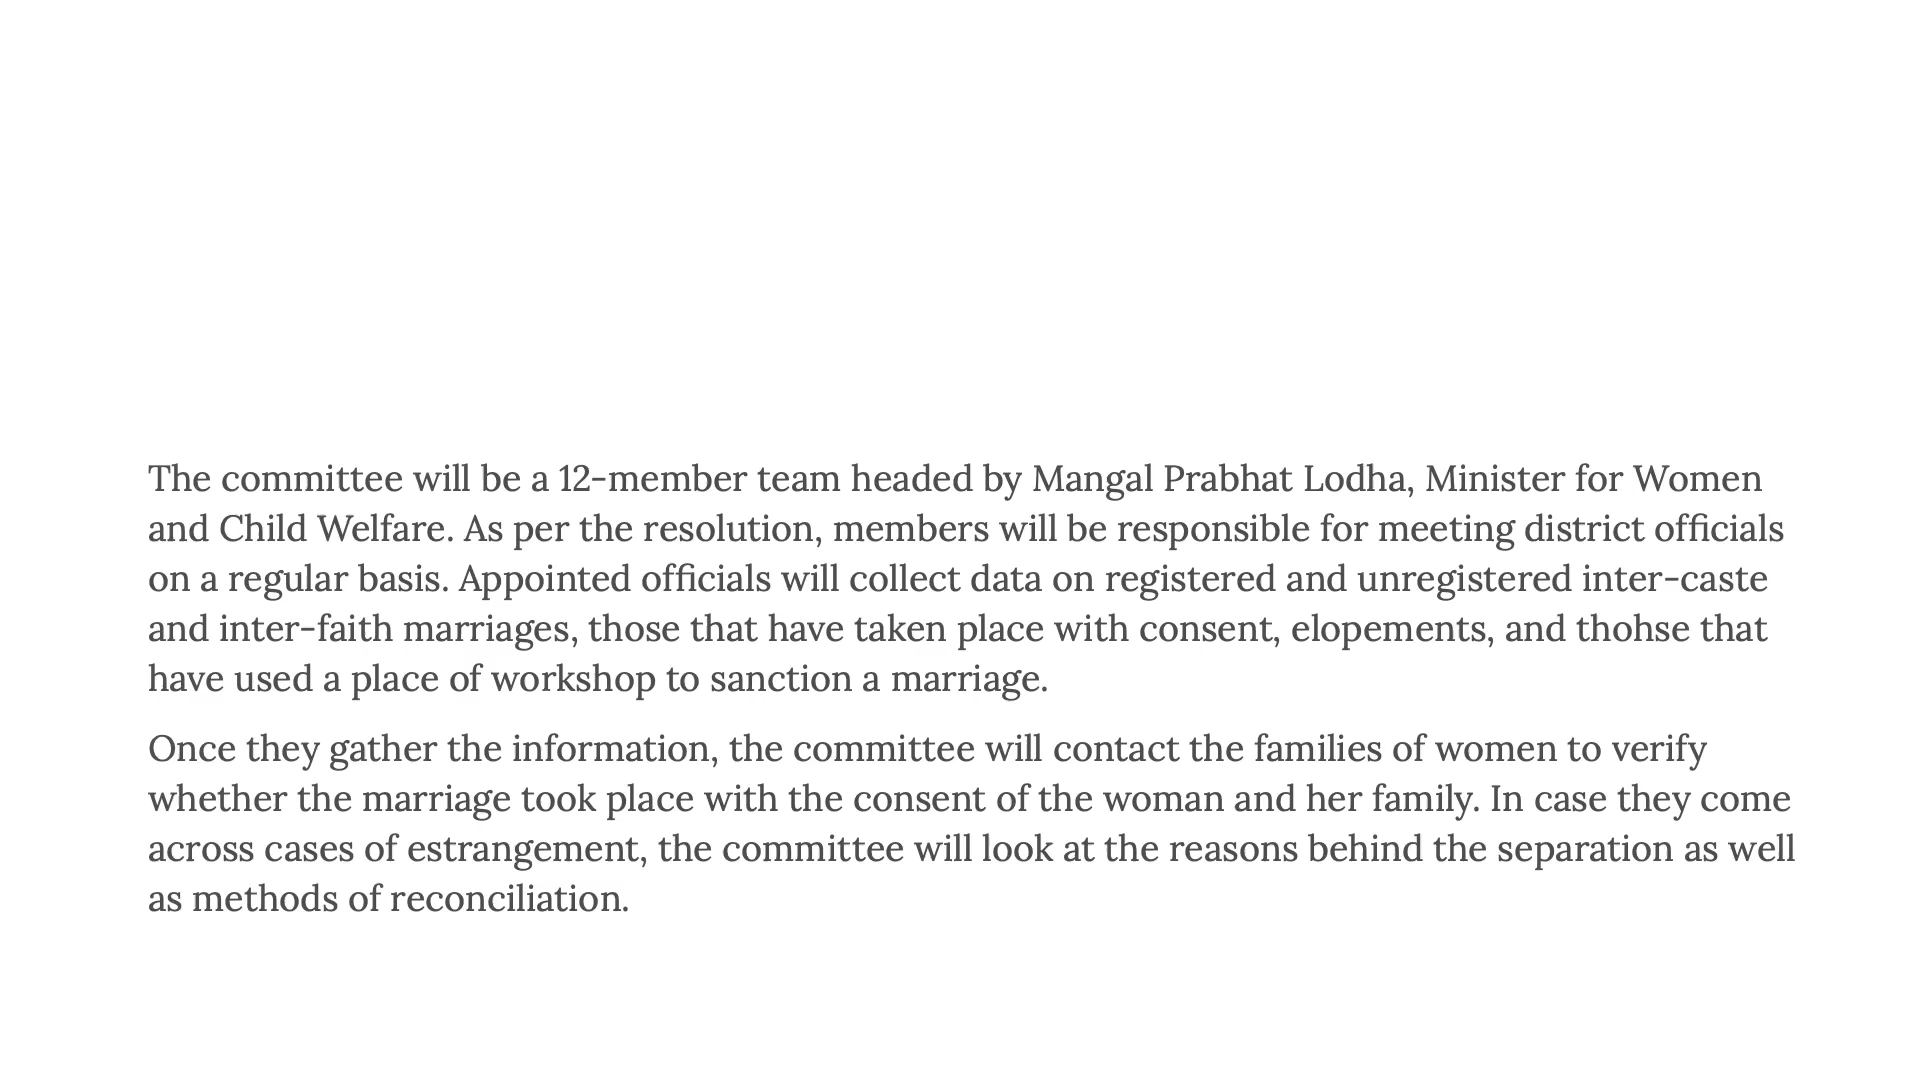 The committee will be a 12-member team headed by Mangal Prabhat Lodha, Minister for Women
and Child Welfare. As per the resolution, members will be responsible for meeting district officials
on a regular basis. Appointed officials will collect data on registered and unregistered inter-caste
and inter-faith marriages, those that have taken place with consent, elopements, and thohse that
have used a place of workshop to sanction a marriage.
Once they gather the information, the committee will contact the families of women to verify
whether the marriage took place with the consent of the woman and her family. In case they come
across cases of estrangement, the committee will look at the reasons behind the separation as well
as methods of reconciliation.